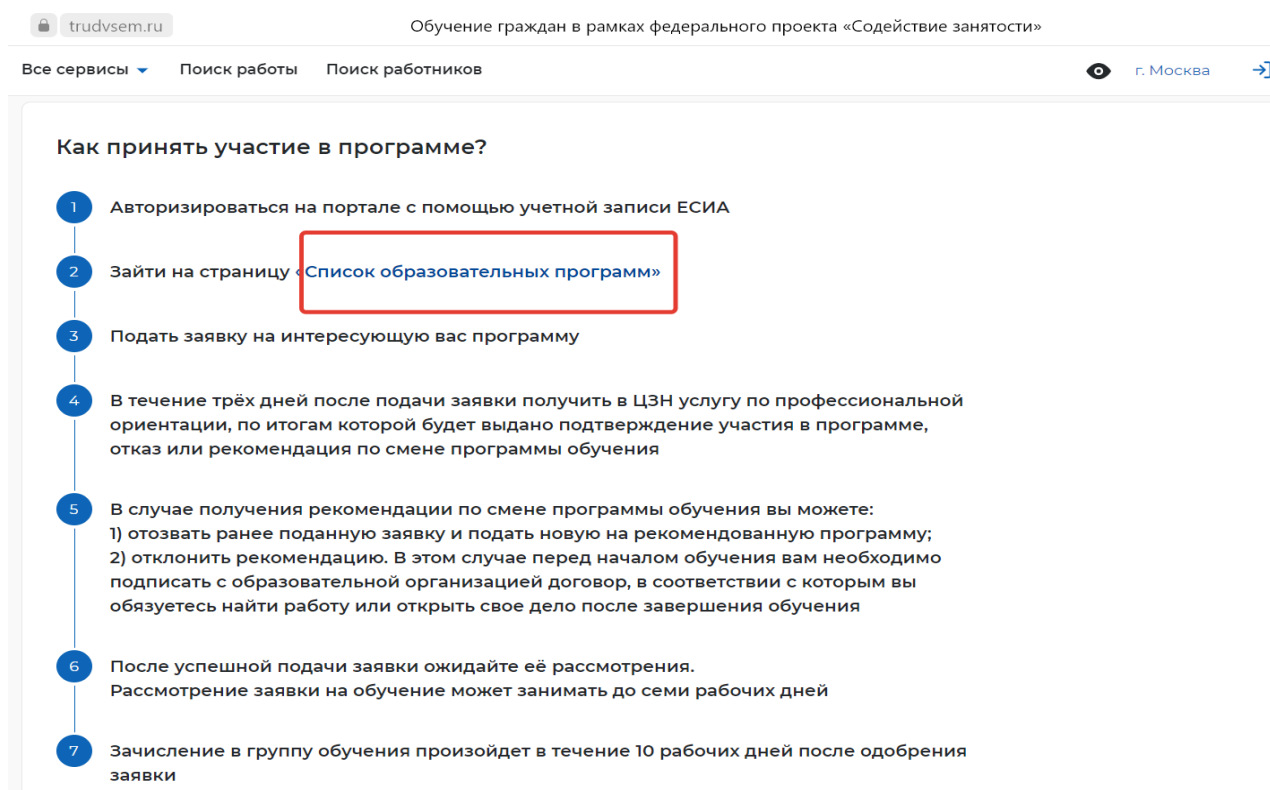 trudvsem.ru
Обучение граждан в рамках федерального проекта «Содействие занятости»
Все сервисы Поиск работы Поиск работников г. Москва
Как принять участие в программе?
1 Авторизироваться на портале с помощью учетной записи ЕСИА
2 Зайти на страницу «Список образовательных программ»
3 Подать заявку на интересующую вас программу
4 В течение трёх дней после подачи заявки получить в ЦЗН услугу по профессиональной
ориентации, по итогам которой будет выдано подтверждение участия в программе,
отказ или рекомендация по смене программы обучения
5 В случае получения рекомендации по смене программы обучения вы можете:
1) отозвать ранее поданную заявку и подать новую на рекомендованную программу;
2) отклонить рекомендацию. В этом случае перед началом обучения вам необходимо
подписать с образовательной организацией договор, в соответствии с которым вы
обязуетесь найти работу или открыть свое дело после завершения обучения
6 После успешной подачи заявки ожидайте её рассмотрения.
Рассмотрение заявки на обучение может занимать до семи рабочих дней
7 Зачисление в группу обучения произойдет в течение 10 рабочих дней после одобрения
заявки